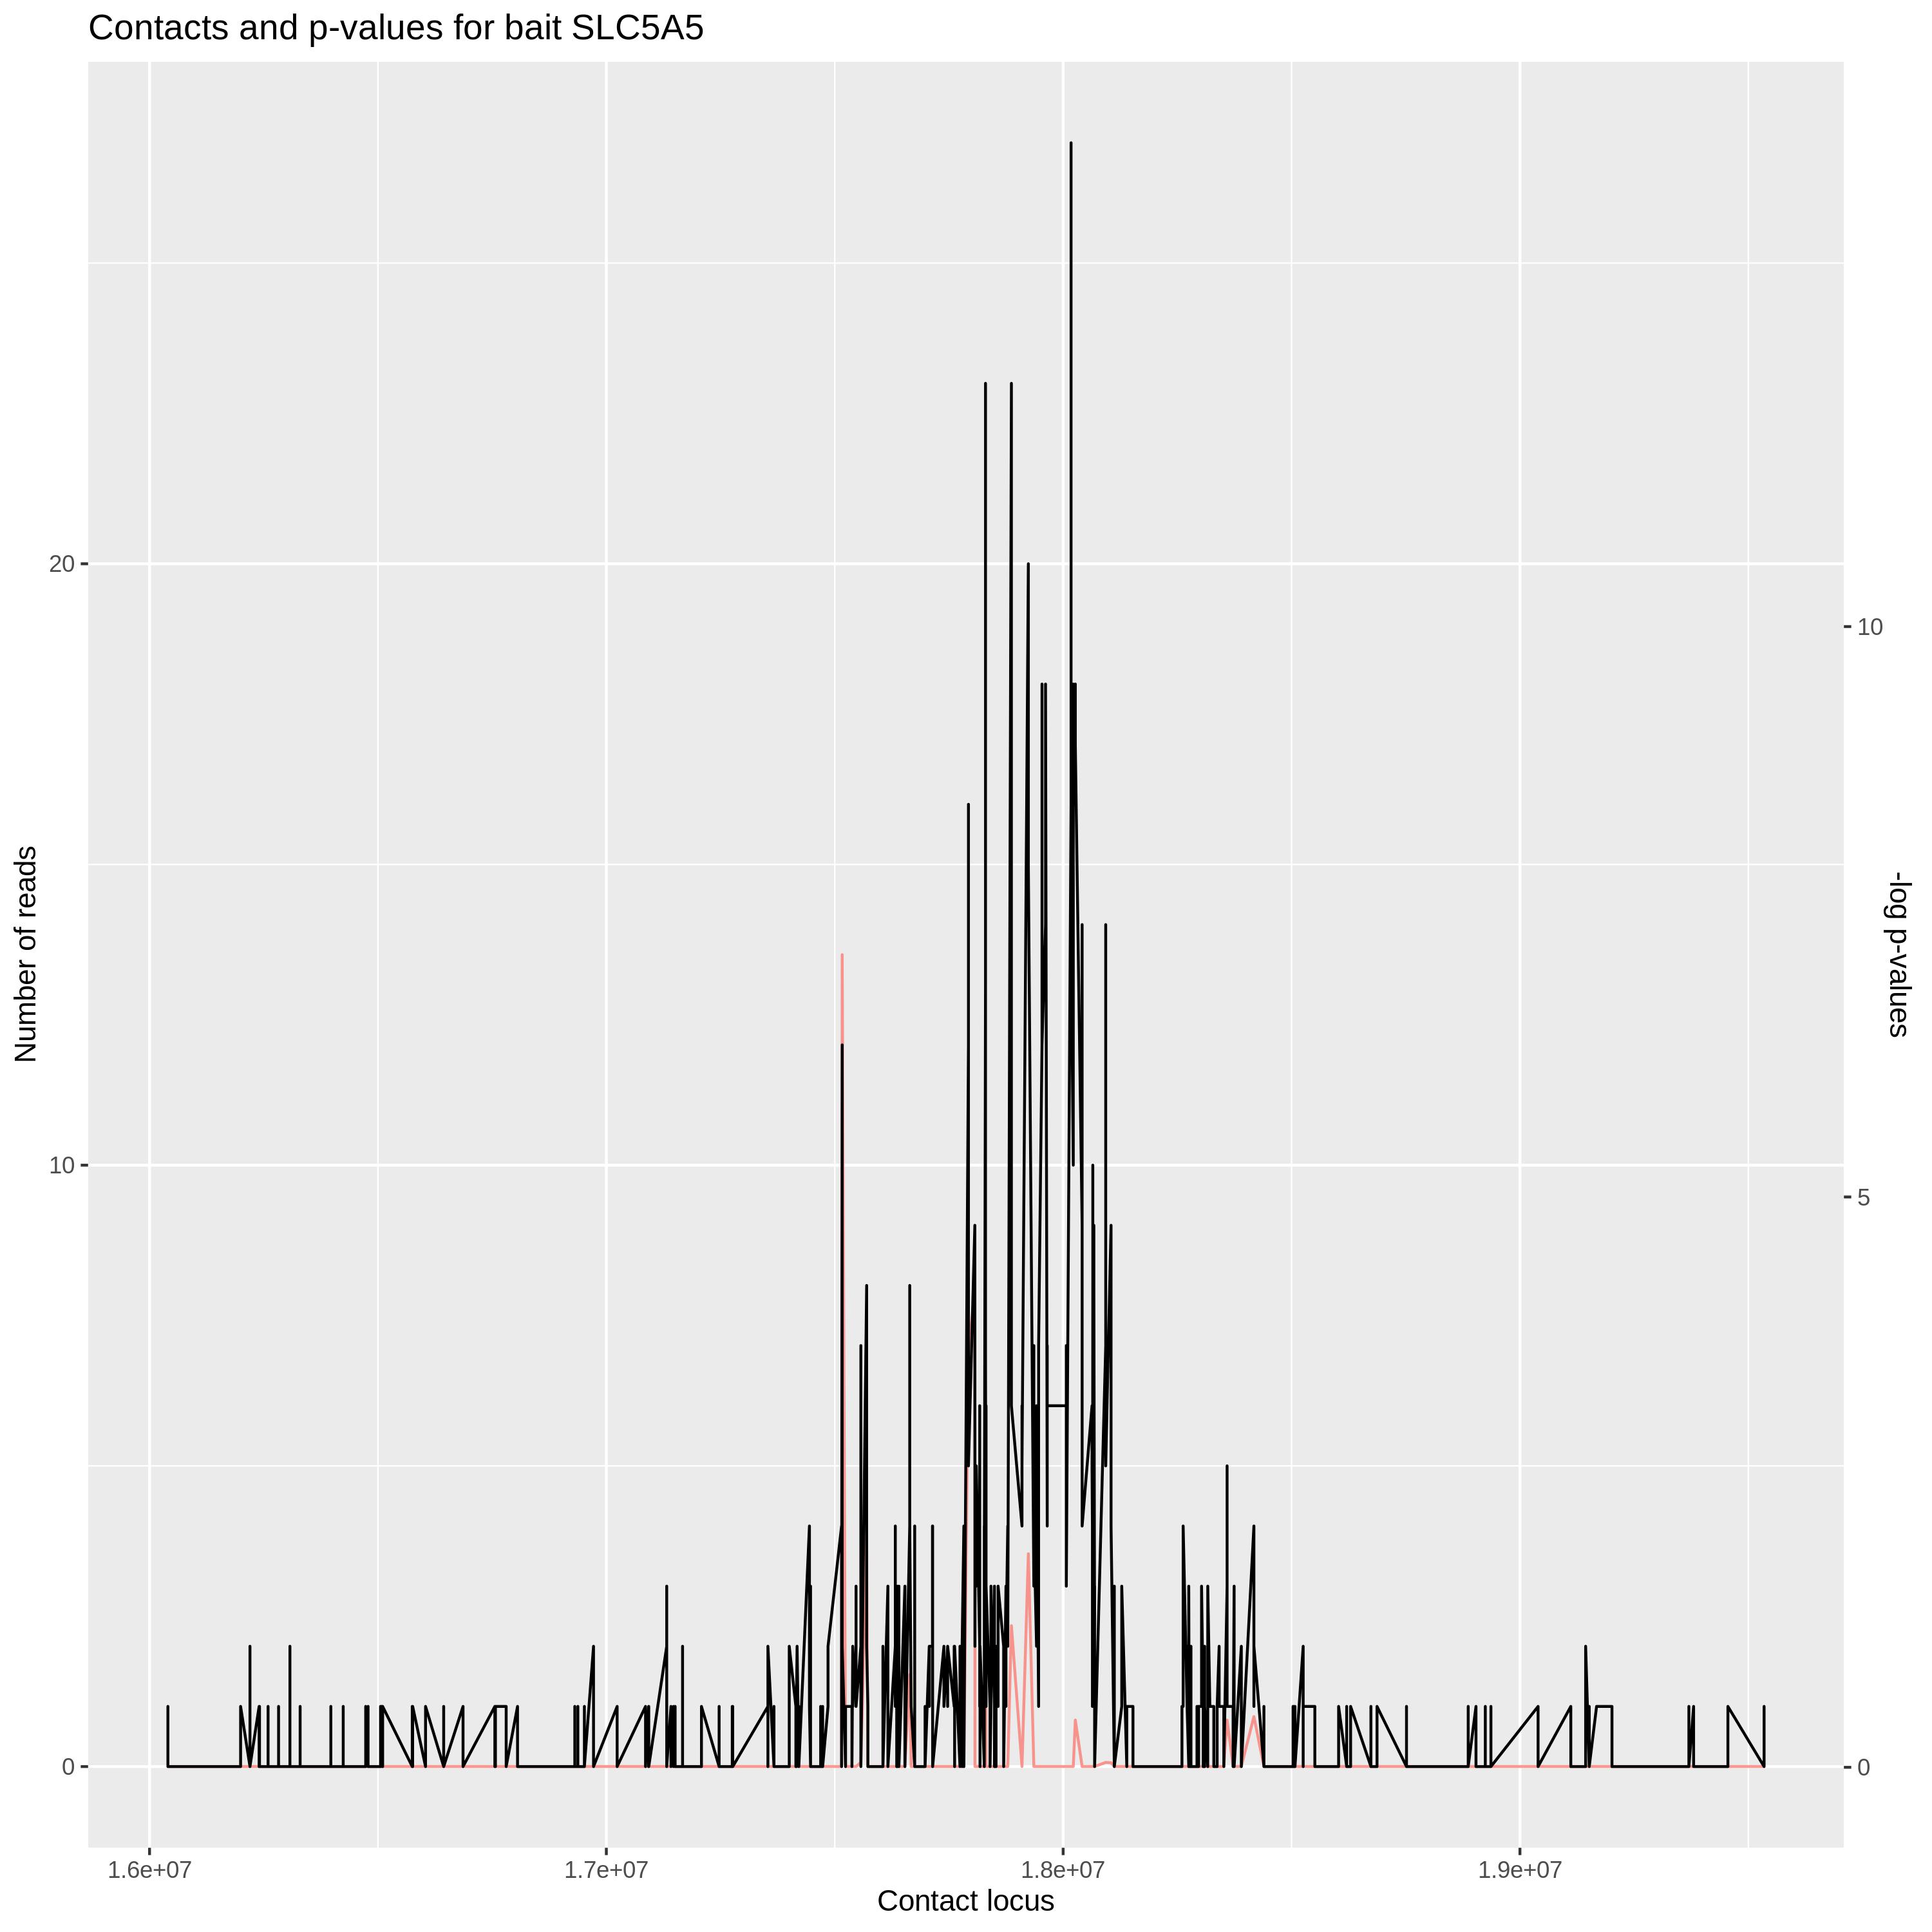 Contacts and p-values for bait SLC5A5
Number of reads
20
10
0
10
5
0
-log p-values
1.6e+07
1.7e+07
1.8e+07
1.9e+07
Contact locus